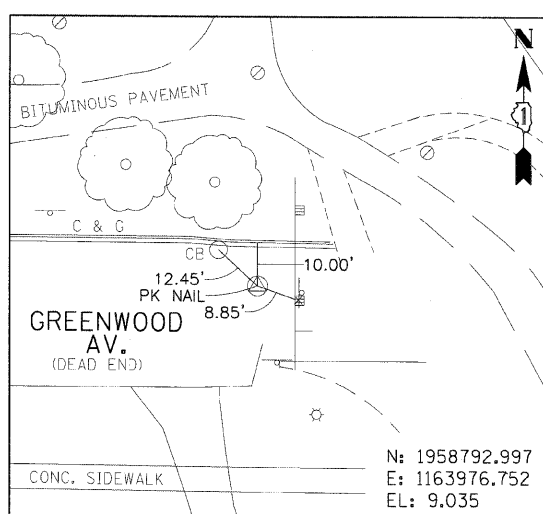 N
1
BITUMINOUS PAVEMENT
C & G
CB
10.00'
12.45'
PK NAIL
8.85'
GREENWOOD
AV.
(DEAD END)
N: 1958792.997
E: 1163976.752
EL: 9.035
CONC. SIDEWALK